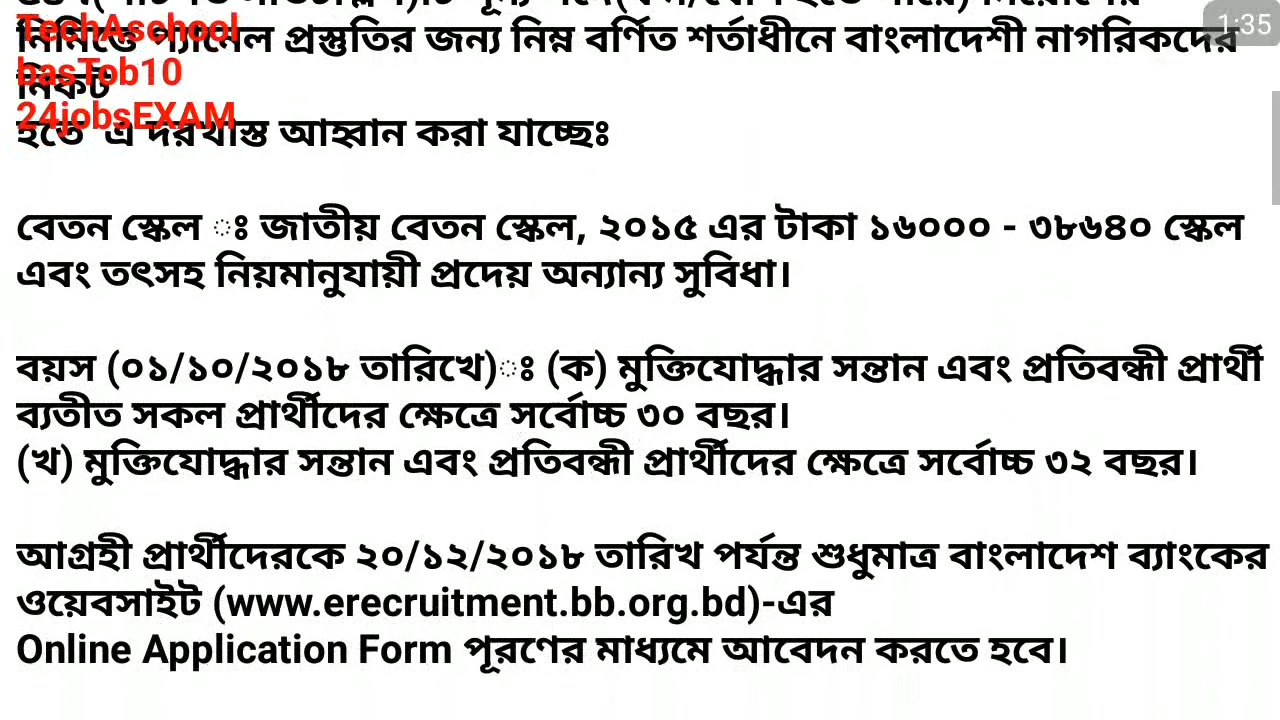 নিমিত্তে প্যানেল প্রস্তুতির জন্য নিম্ন বর্ণিত শর্তাধীনে বাংলাদেশী নাগরিকদের
নিকট
হতে এ দরখাস্ত আহ্বান করা যাচ্ছেঃ
TechAschool
basTob10
24jobsEXAM
1:35
বেতন স্কেল ঃ জাতীয় বেতন স্কেল, ২০১৫ এর টাকা ১৬০০০ - ৩৮৬৪০ স্কেল
এবং তৎসহ নিয়মানুযায়ী প্রদেয় অন্যান্য সুবিধা।
বয়স (০১/১০/২০১৮ তারিখে)ঃ (ক) মুক্তিযোদ্ধার সন্তান এবং প্রতিবন্ধী প্রার্থী
ব্যতীত সকল প্রার্থীদের ক্ষেত্রে সর্বোচ্চ ৩০ বছর।
(খ) মুক্তিযোদ্ধার সন্তান এবং প্রতিবন্ধী প্রার্থীদের ক্ষেত্রে সর্বোচ্চ ৩২ বছর।
আগ্রহী প্রার্থীদেরকে ২০/১২/২০১৮ তারিখ পর্যন্ত শুধুমাত্র বাংলাদেশ ব্যাংকের
ওয়েবসাইট (www.erecruitment.bb.org.bd)-এর
Online Application Form পূরণের মাধ্যমে আবেদন করতে হবে।